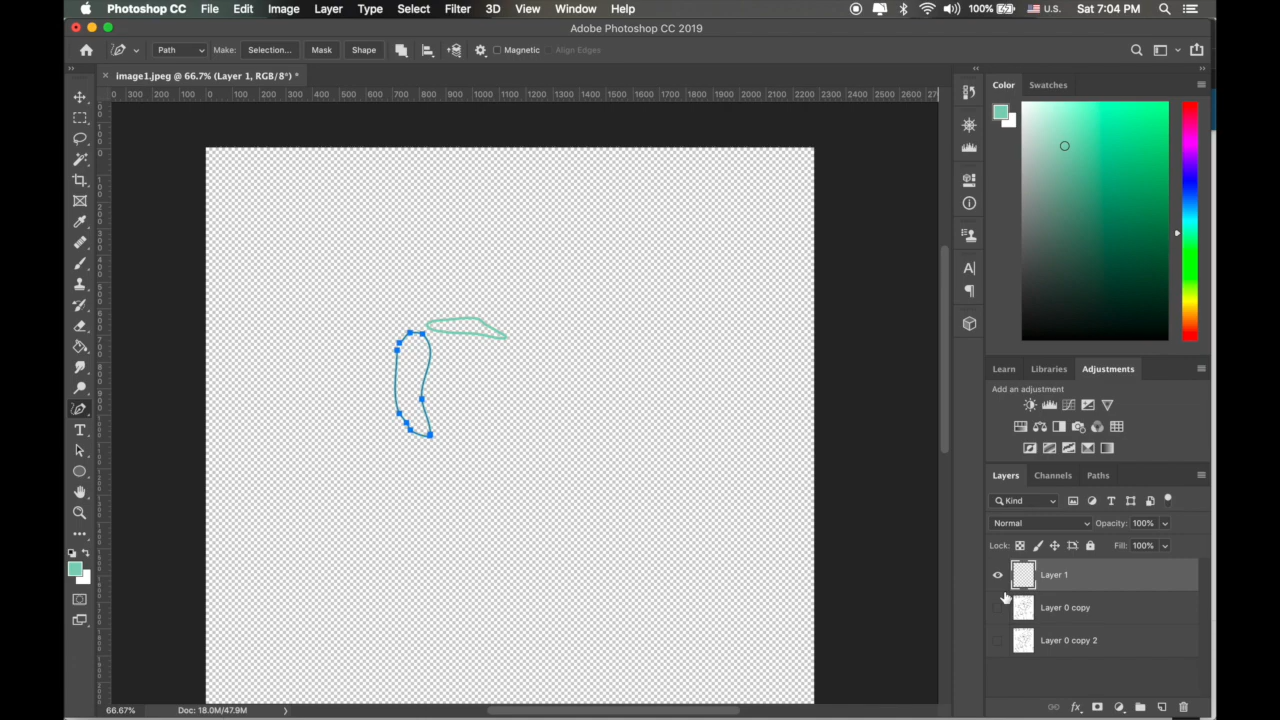 Photoshop CC File Edit Image Layer Type Select Filter 3D View Window Help 100% U.S. Sat 7:04 PM
Adobe Photoshop CC 2019
Path Make: Selection... Mask Shape Magnetic Align Edges
× image1.jpeg @ 66.7% (Layer 1, RGB/8*) *
300 200 100 0 100 200 300 400 500 600 700 800 900 1000 1100 1200 1300 1400 1500 1600 1700 1800 1900 2000 2100 2200 2300 2400 2500 2600 27
Color Swatches
Learn Libraries Adjustments
Add an adjustment
Layers Channels Paths
Kind
Normal Opacity: 100%
Lock: Fill: 100%
Layer 1
Layer 0 copy
Layer 0 copy 2
fx
66.67% Doc: 18.0M/47.9M